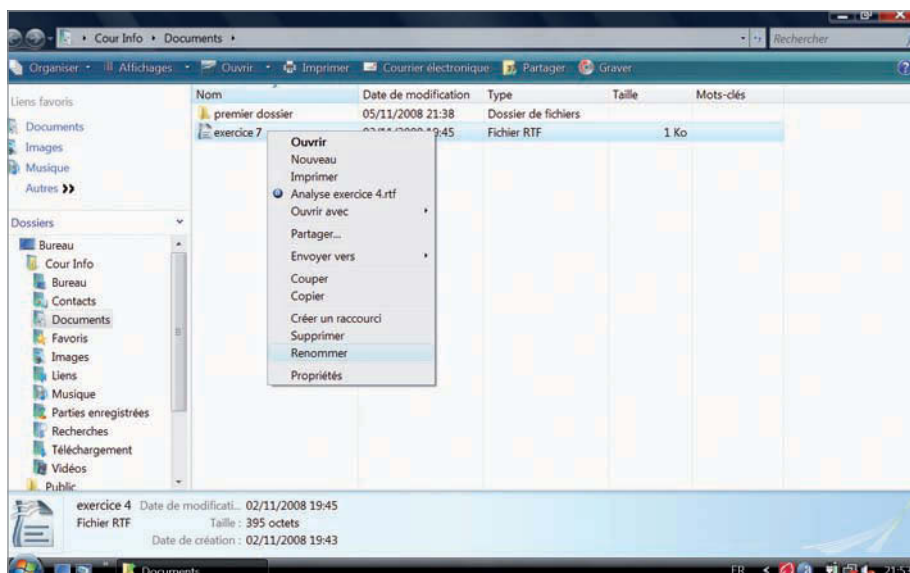 Cour Info ▸ Documents ▸
Rechercher
Organiser Affichages Ouvrir Imprimer Courrier électronique Partager Graver
Liens favoris
Documents
Images
Musique
Autres
Dossiers
Bureau
Cour Info
Bureau
Contacts
Documents
Favoris
Images
Liens
Musique
Parties enregistrées
Recherches
Téléchargement
Vidéos
Public
Nom Date de modification Type Taille Mots-clés
premier dossier 05/11/2008 21:38 Dossier de fichiers
exercice 7 9:45 Fichier RTF 1 Ko
Ouvrir
Nouveau
Imprimer
Analyse exercice 4.rtf
Ouvrir avec
Partager...
Envoyer vers
Couper
Copier
Créer un raccourci
Supprimer
Renommer
Propriétés
exercice 4 Date de modificati... 02/11/2008 19:45
Fichier RTF Taille : 395 octets
Date de création : 02/11/2008 19:43
Documents
FR 21:53